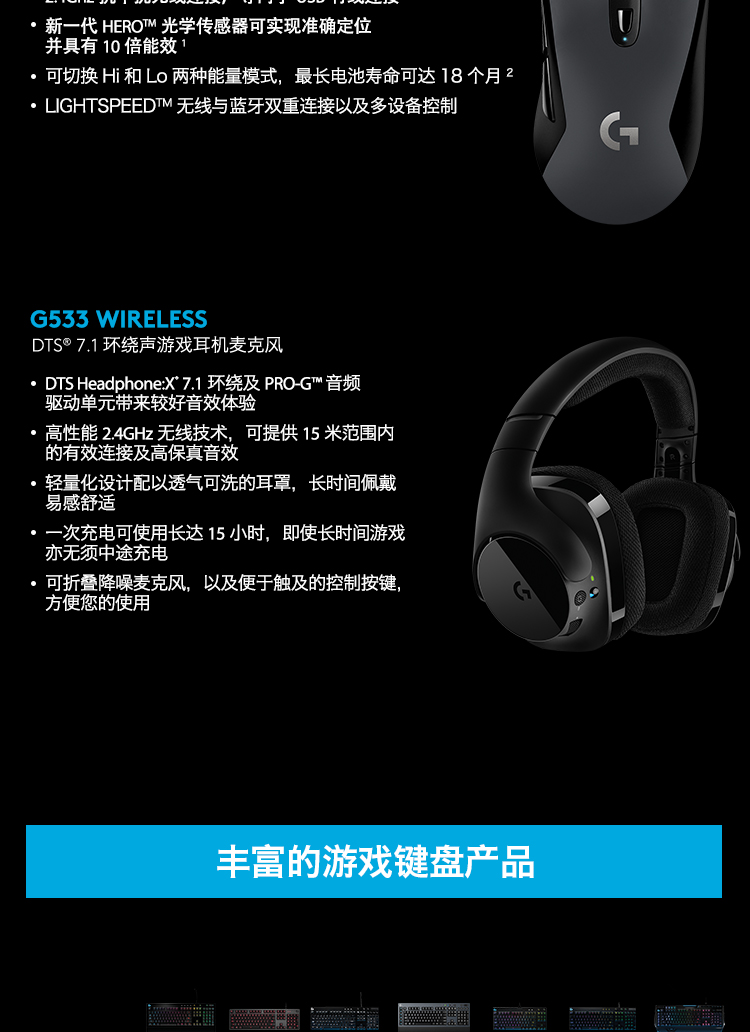 • 新一代 HERO™ 光学传感器可实现准确定位
并具有 10 倍能效 ¹
• 可切换 Hi 和 Lo 两种能量模式，最长电池寿命可达 18 个月 ²
• LIGHTSPEED™ 无线与蓝牙双重连接以及多设备控制
G533 WIRELESS
DTS® 7.1 环绕声游戏耳机麦克风
• DTS Headphone:X® 7.1 环绕及 PRO-G™ 音频
驱动单元带来较好音效体验
• 高性能 2.4GHz 无线技术，可提供 15 米范围内
的有效连接及高保真音效
• 轻量化设计配以透气可洗的耳罩，长时间佩戴
易感舒适
• 一次充电可使用长达 15 小时，即使长时间游戏
亦无须中途充电
• 可折叠降噪麦克风，以及便于触及的控制按键，
方便您的使用
丰富的游戏键盘产品